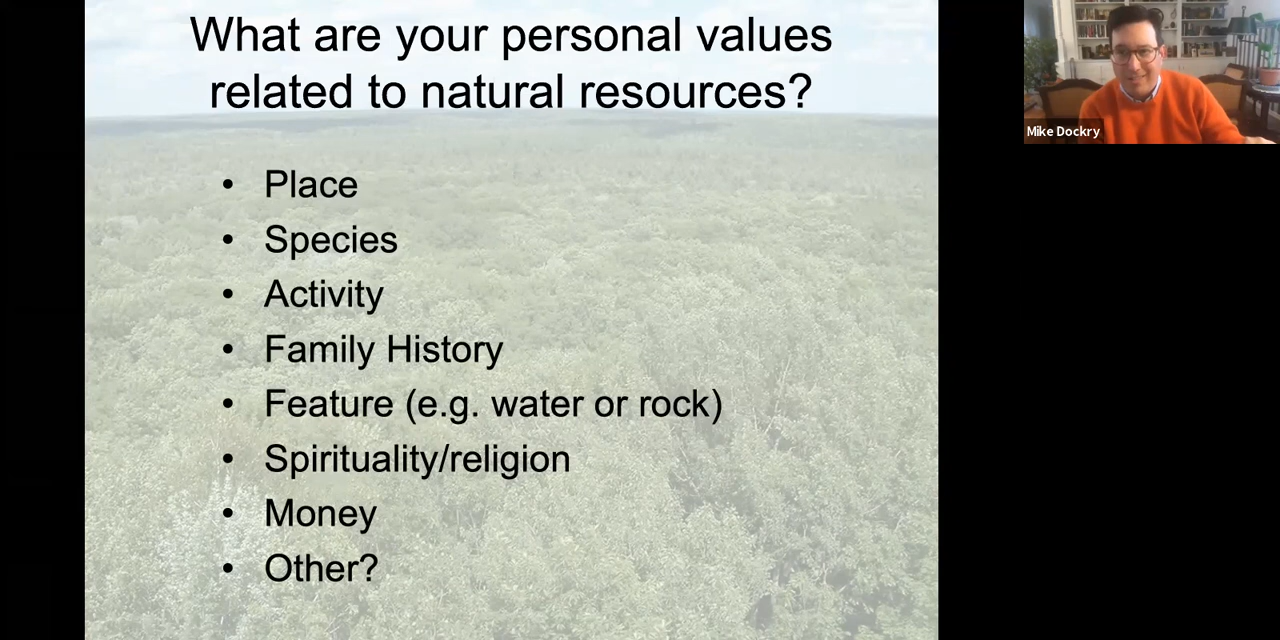 What are your personal values
related to natural resources?
• Place
• Species
• Activity
• Family History
• Feature (e.g. water or rock)
• Spirituality/religion
• Money
• Other?
Mike Dockry